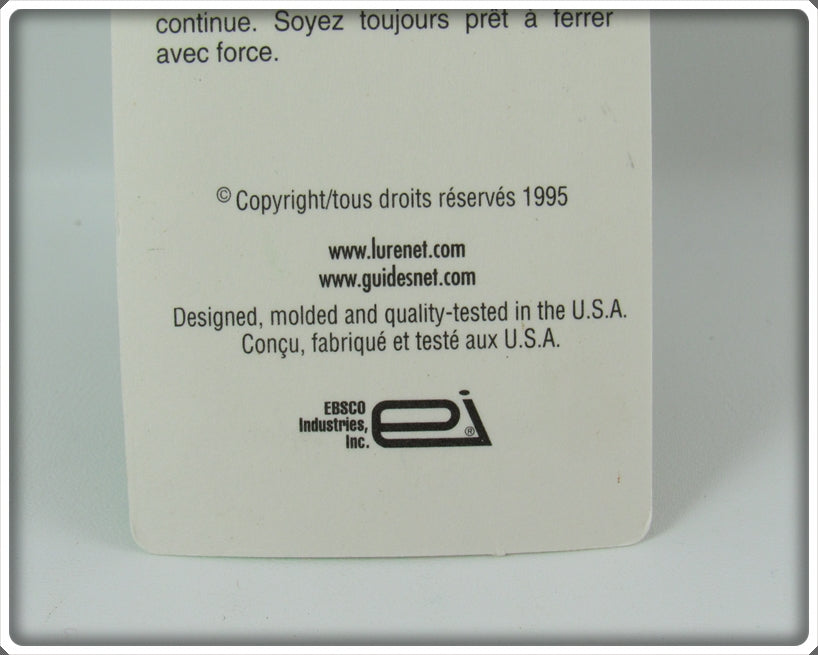 continue. Soyez toujours prêt à ferrer
avec force.
© Copyright/tous droits réservés 1995
www.lurenet.com
www.guidesnet.com
Designed, molded and quality-tested in the U.S.A.
Conçu, fabriqué et testé aux U.S.A.
EBSCO
Industries,
Inc.
ei ®